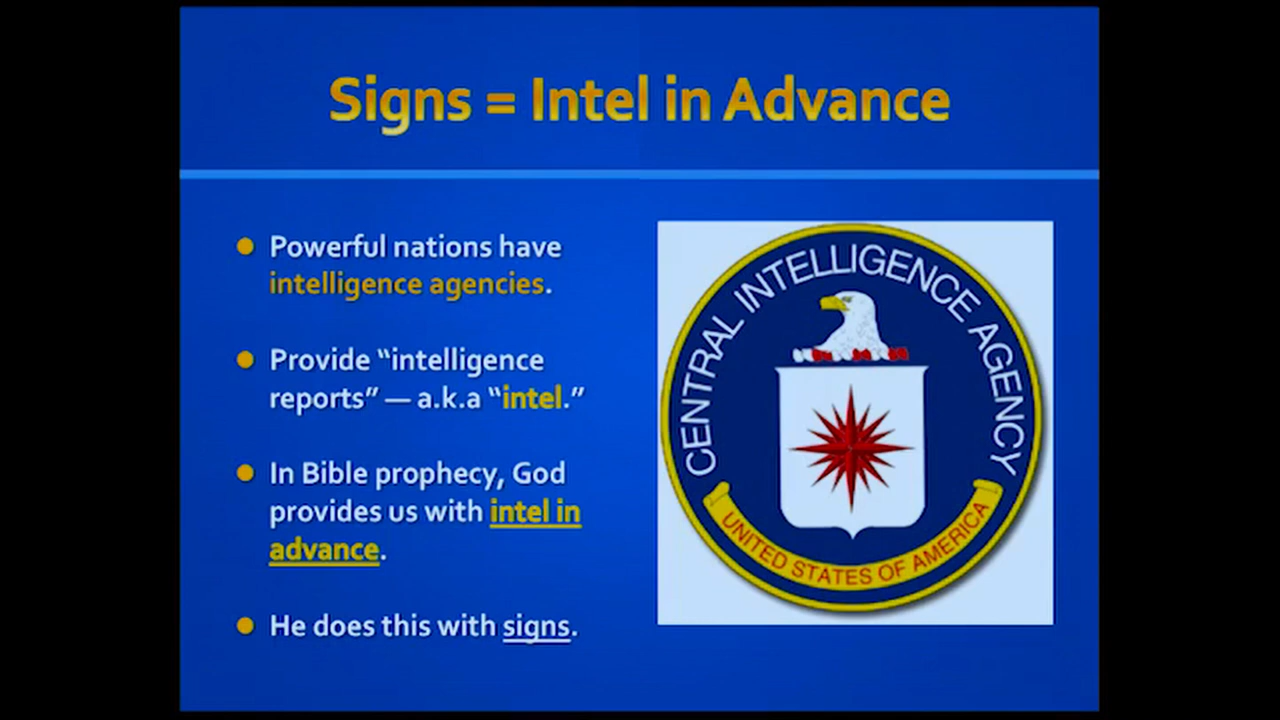 Signs = Intel in Advance
Powerful nations have
intelligence agencies.
Provide “intelligence
reports” — a.k.a “intel.”
In Bible prophecy, God
provides us with intel in
advance.
He does this with signs.
CENTRAL INTELLIGENCE AGENCY
UNITED STATES OF AMERICA